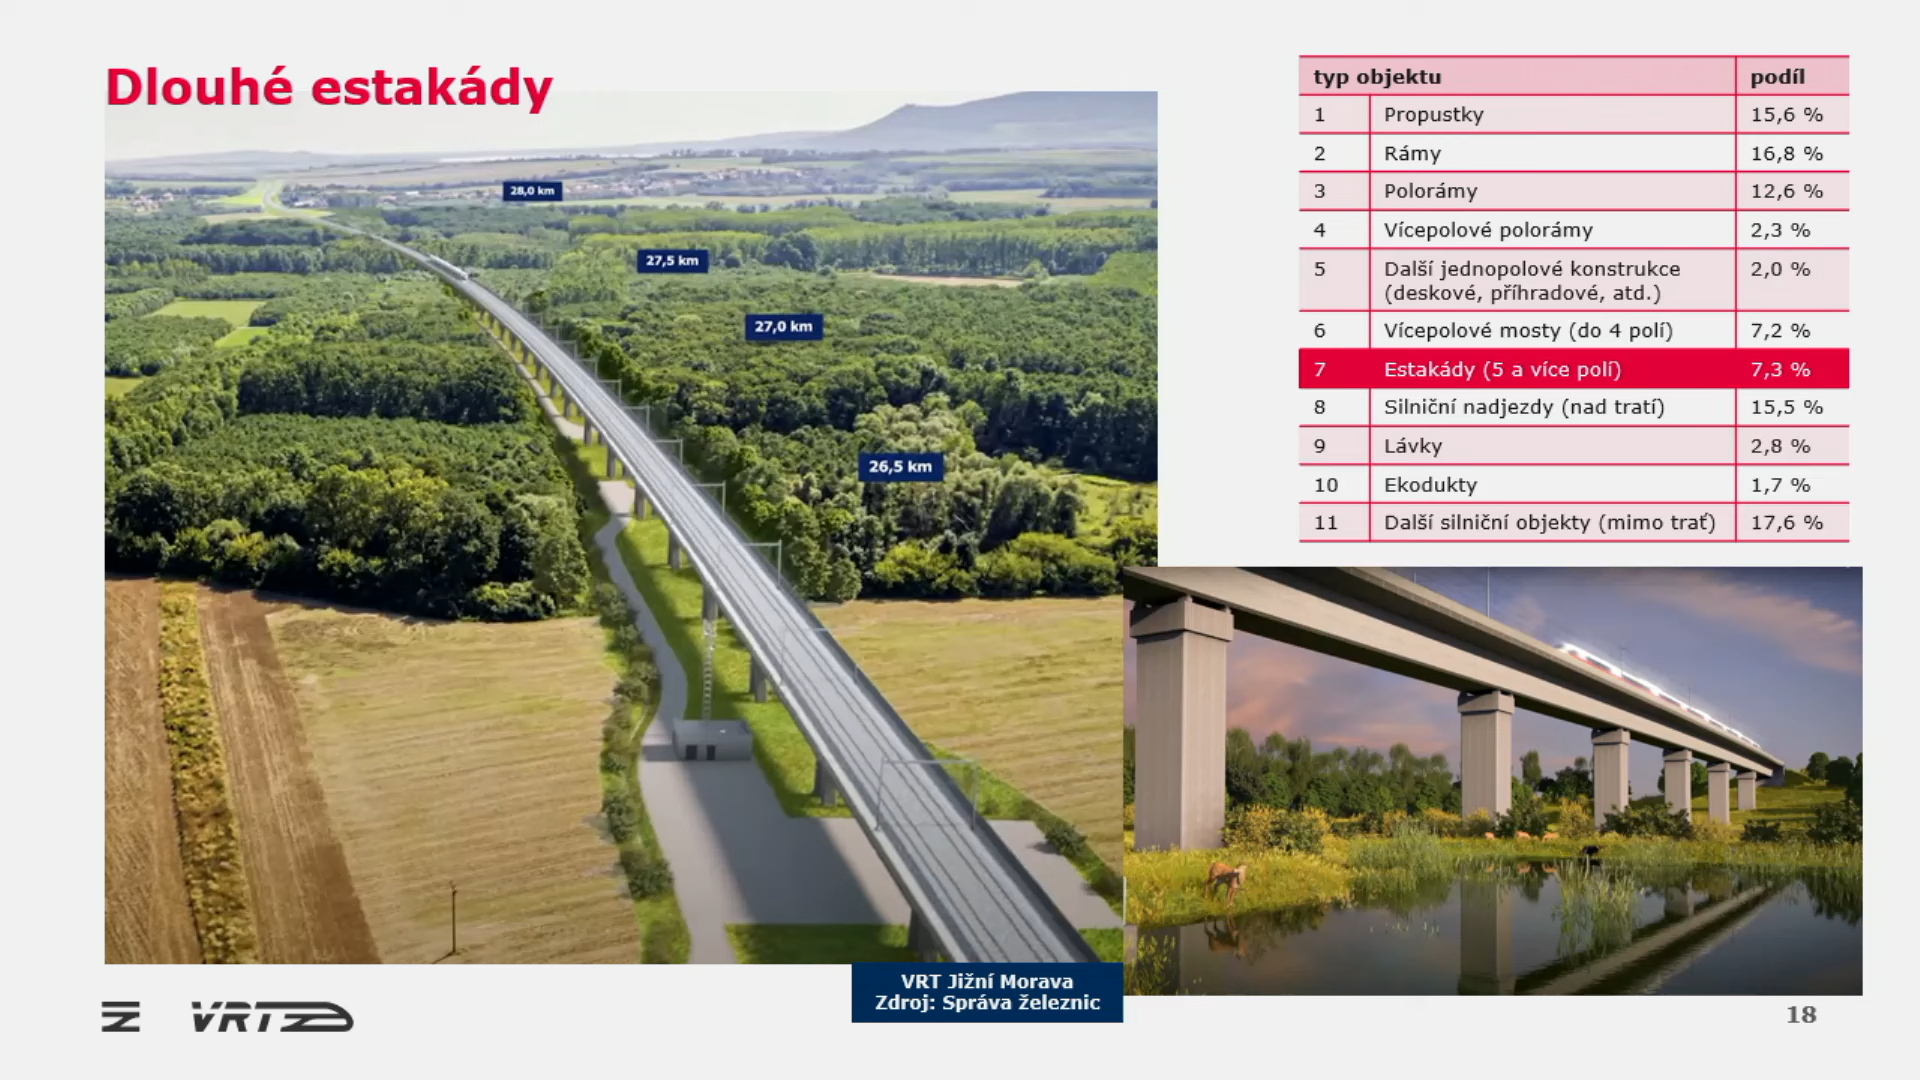 Dlouhé estakády
28,0 km
27,5 km
27,0 km
26,5 km
typ objektu podíl
1 Propustky 15,6 %
2 Rámy 16,8 %
3 Polorámy 12,6 %
4 Vícepolové polorámy 2,3 %
5 Další jednopolové konstrukce 2,0 %
(deskové, příhradové, atd.)
6 Vícepolové mosty (do 4 polí) 7,2 %
7 Estakády (5 a více polí) 7,3 %
8 Silniční nadjezdy (nad tratí) 15,5 %
9 Lávky 2,8 %
10 Ekodukty 1,7 %
11 Další silniční objekty (mimo trať) 17,6 %
VRT Jižní Morava
Zdroj: Správa železnic
VRT
18